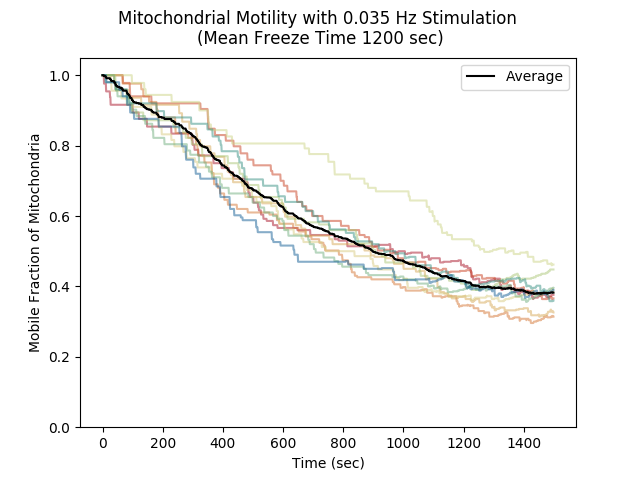 Mitochondrial Motility with 0.035 Hz Stimulation
(Mean Freeze Time 1200 sec)
Average
1.0
0.8
0.6
0.4
0.2
0.0
Mobile Fraction of Mitochondria
0 200 400 600 800 1000 1200 1400
Time (sec)